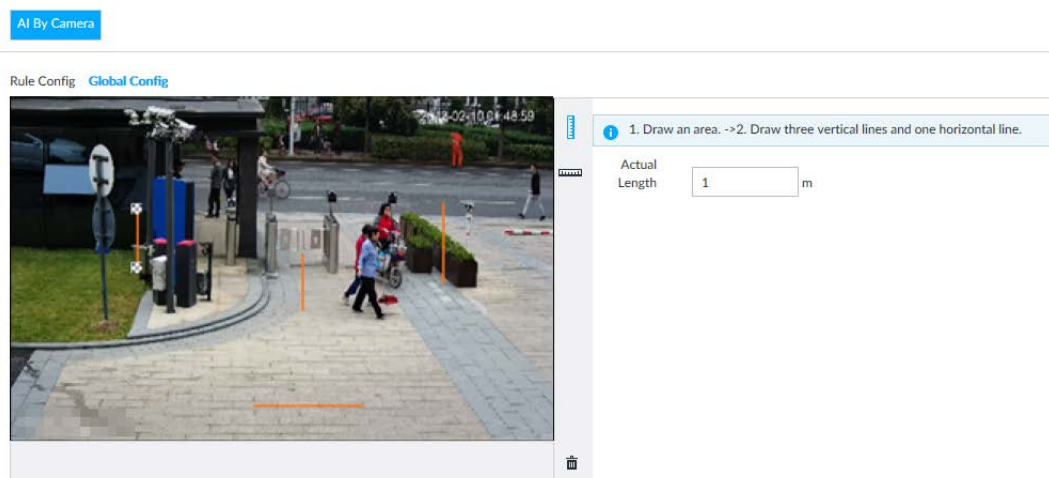 AI By Camera
Rule Config Global Config
1. Draw an area. ->2. Draw three vertical lines and one horizontal line.
Actual
Length 1 m